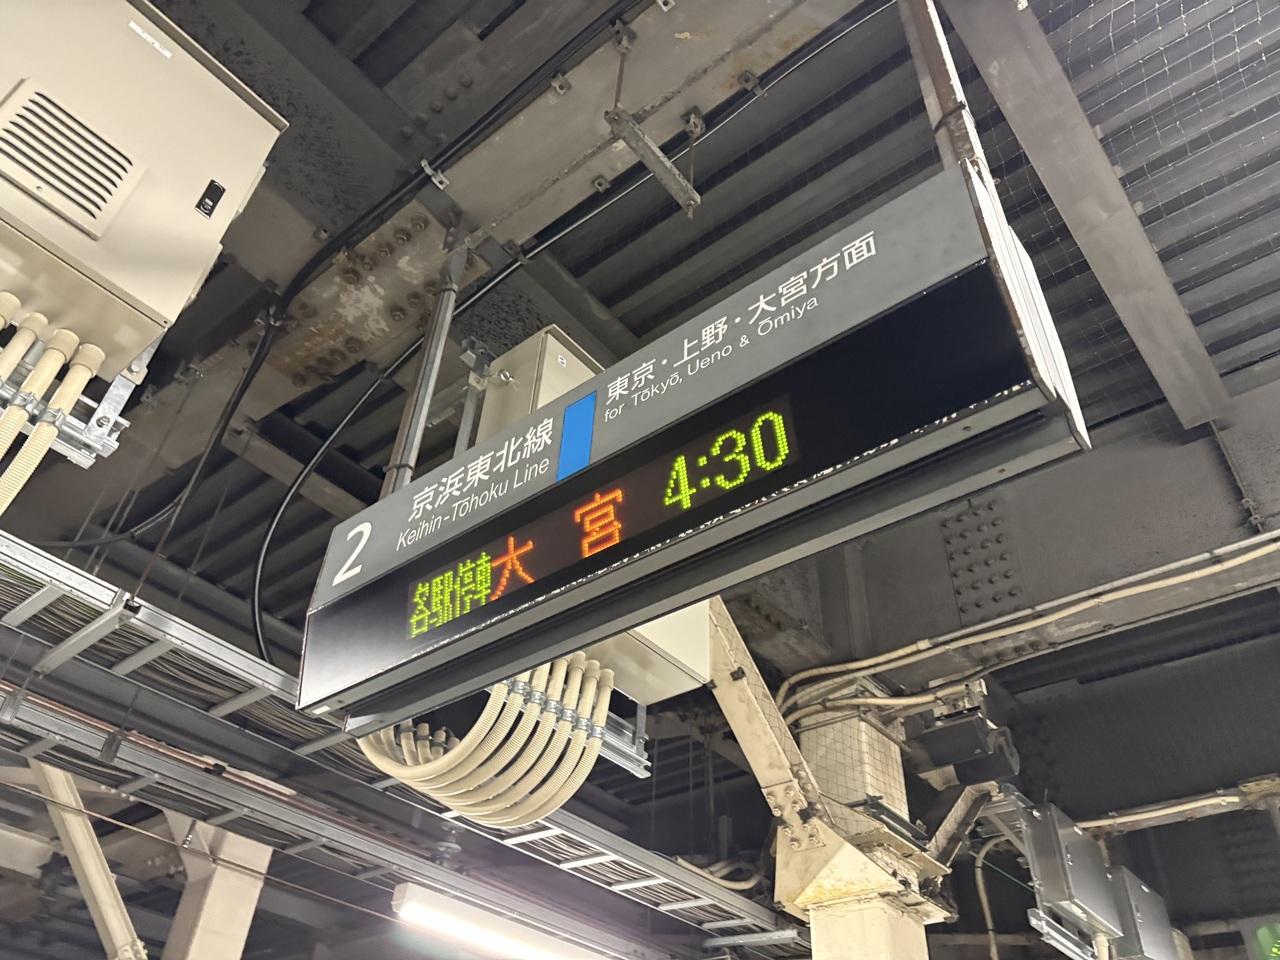 2
京浜東北線
Keihin-Tōhoku Line
東京・上野・大宮方面
for Tōkyō, Ueno & Ōmiya
各駅停車 大宮 4:30